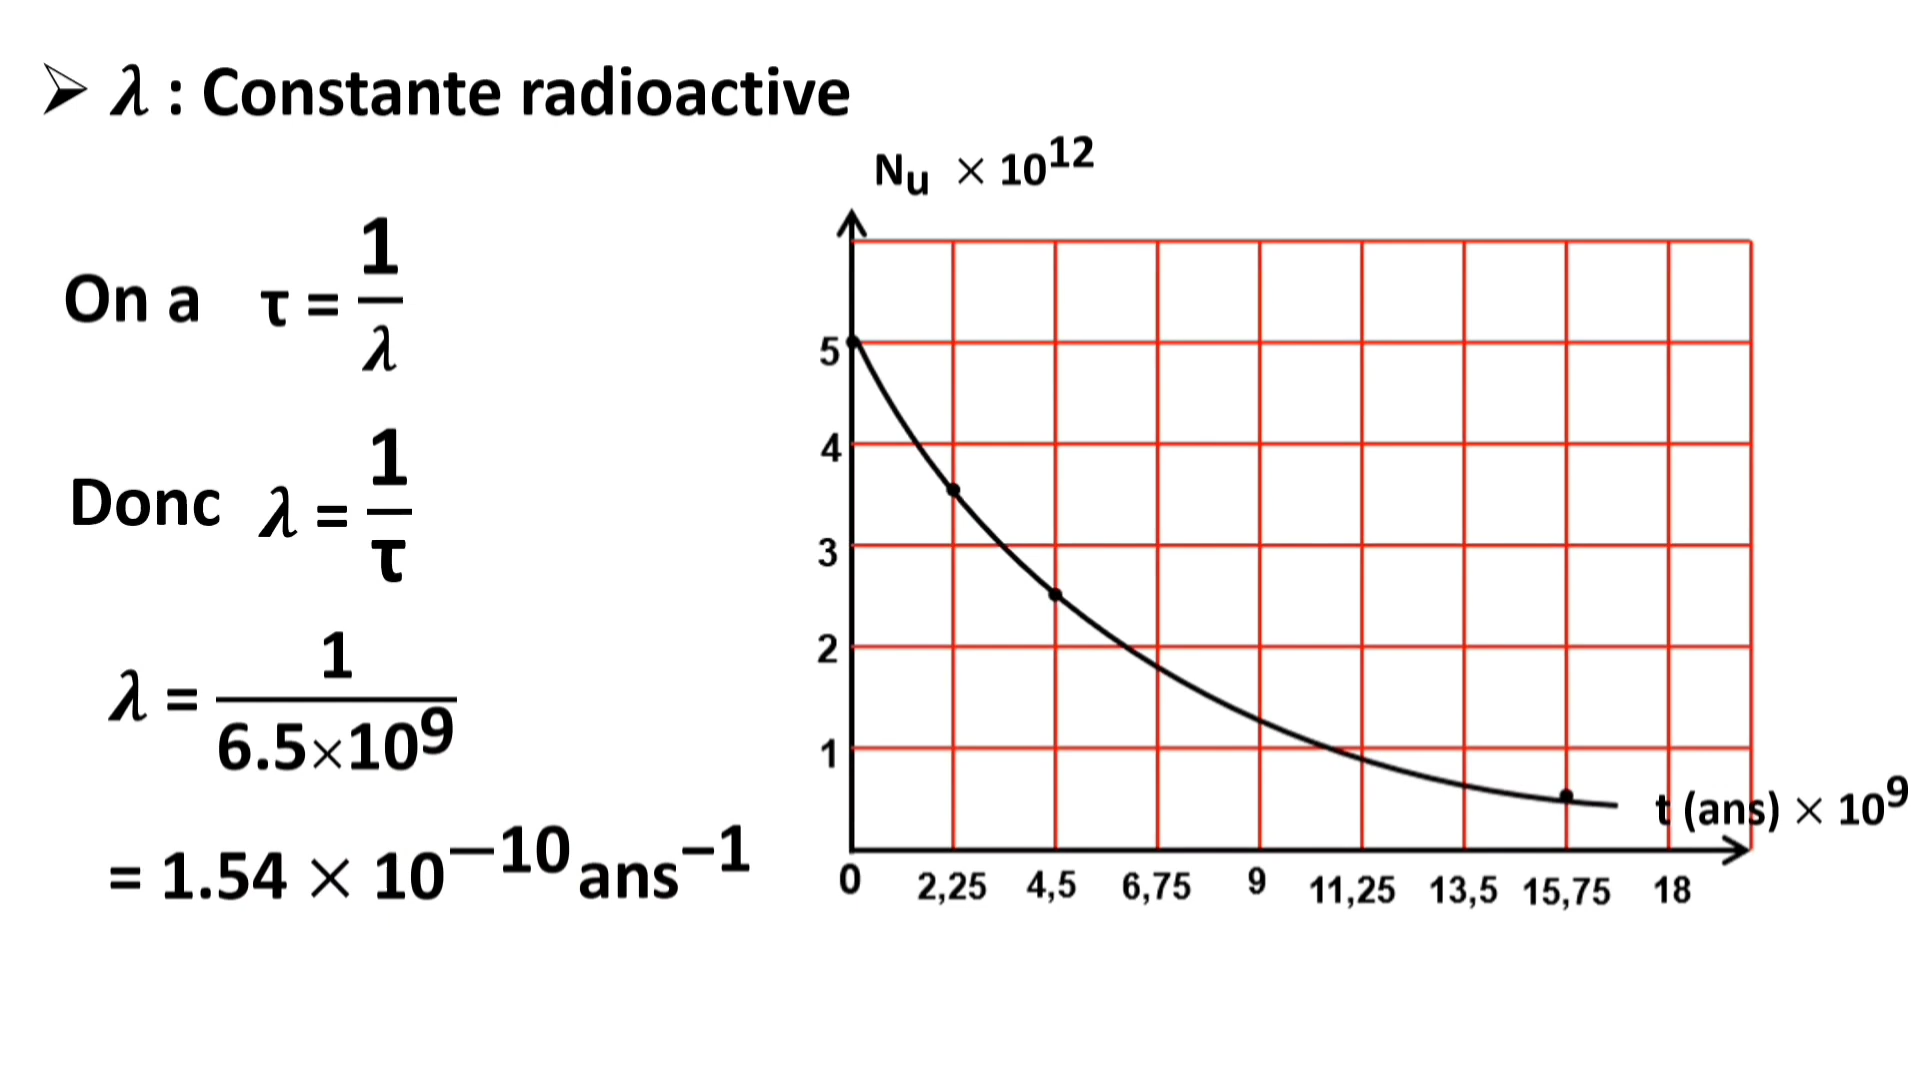 ➢ λ : Constante radioactive
On a τ = 1/λ
Donc λ = 1/τ
λ = 1/(6.5×10⁹)
= 1.54 × 10⁻¹⁰ ans⁻¹
Nᵤ × 10¹²
5
4
3
2
1
t (ans) × 10⁹
0 2,25 4,5 6,75 9 11,25 13,5 15,75 18